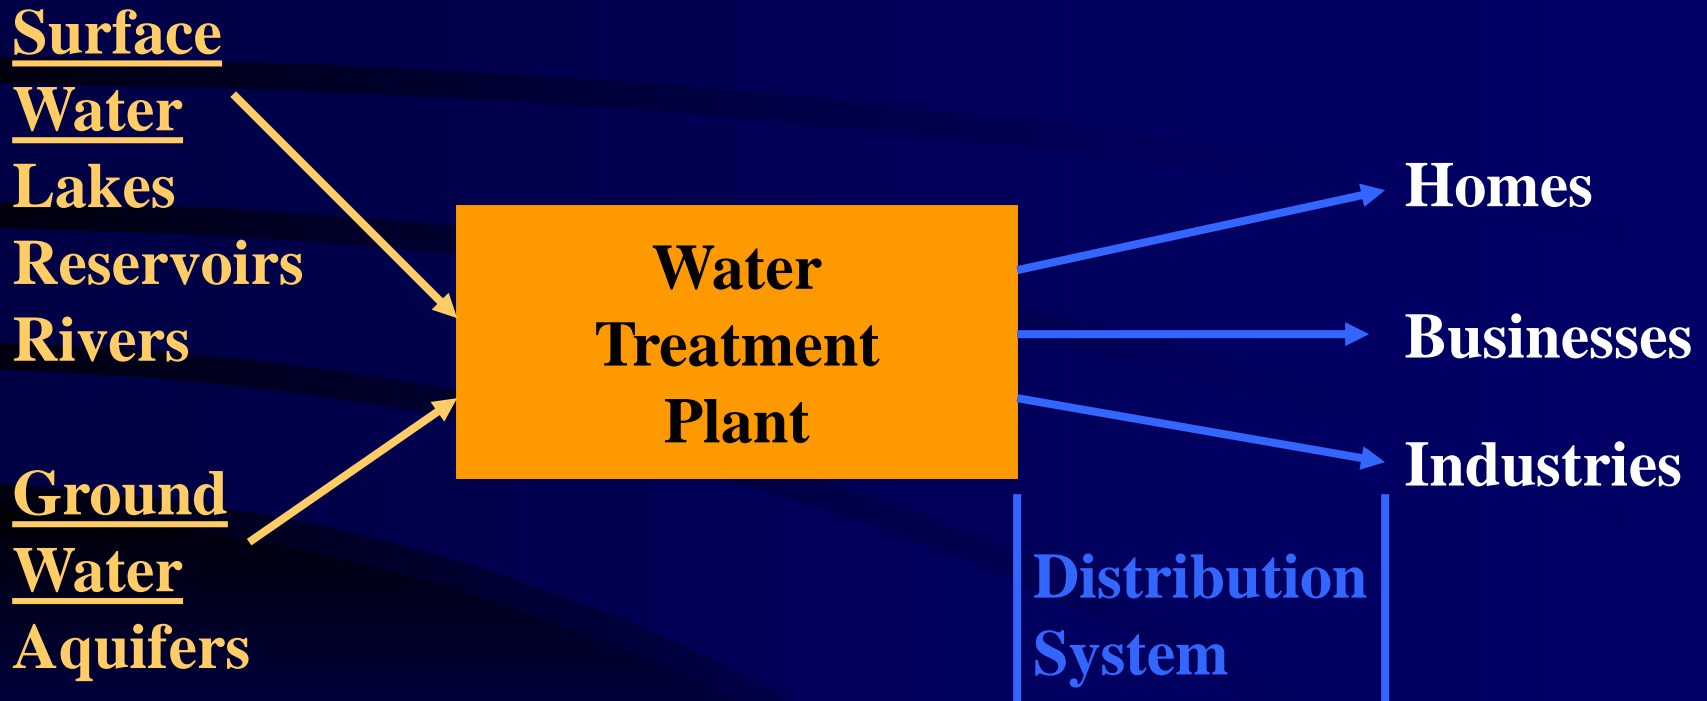 Surface
Water
Lakes
Reservoirs
Rivers
Ground
Water
Aquifers
Water
Treatment
Plant
Homes
Businesses
Industries
Distribution
System